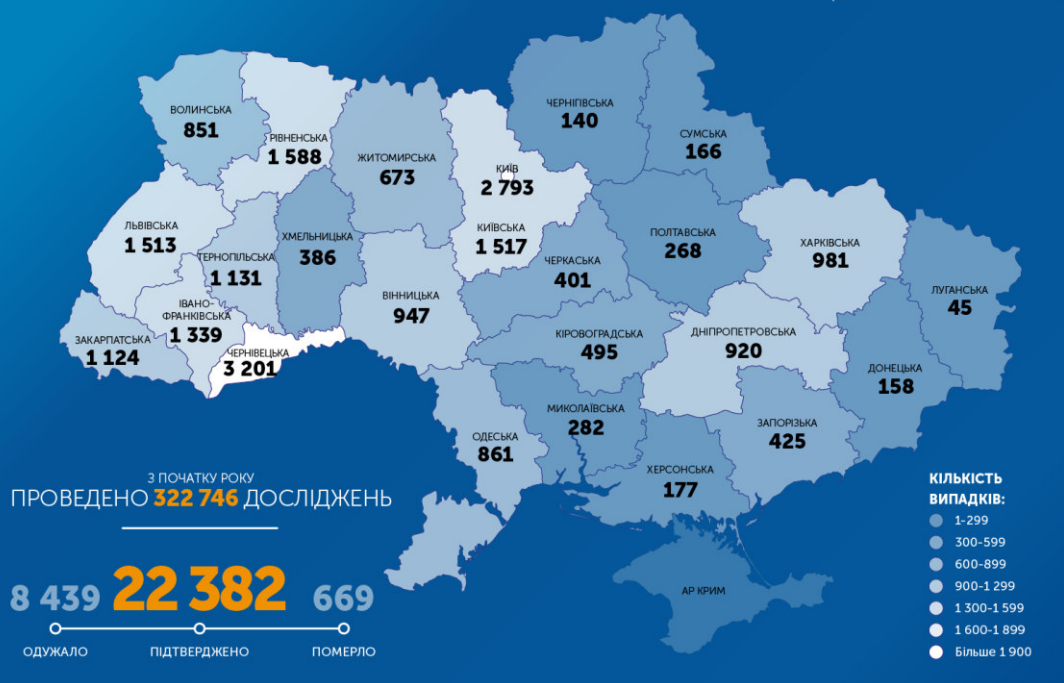 ВОЛИНСЬКА
851
РІВНЕНСЬКА
1 588
ЖИТОМИРСЬКА
673
КИЇВ
2 793
КИЇВСЬКА
1 517
ЧЕРНІГІВСЬКА
140
СУМСЬКА
166
ЛЬВІВСЬКА
1 513
ТЕРНОПІЛЬСЬКА
1 131
ХМЕЛЬНИЦЬКА
386
ЧЕРКАСЬКА
401
ПОЛТАВСЬКА
268
ХАРКІВСЬКА
981
ЛУГАНСЬКА
45
ІВАНО-
ФРАНКІВСЬКА
1 339
ЗАКАРПАТСЬКА
1 124
ЧЕРНІВЕЦЬКА
3 201
ВІННИЦЬКА
947
КІРОВОГРАДСЬКА
495
ДНІПРОПЕТРОВСЬКА
920
ДОНЕЦЬКА
158
ОДЕСЬКА
861
МИКОЛАЇВСЬКА
282
ЗАПОРІЗЬКА
425
ХЕРСОНСЬКА
177
АР КРИМ
З ПОЧАТКУ РОКУ
ПРОВЕДЕНО 322 746 ДОСЛІДЖЕНЬ
8 439 22 382 669
ОДУЖАЛО ПІДТВЕРДЖЕНО ПОМЕРЛО
КІЛЬКІСТЬ
ВИПАДКІВ:
1-299
300-599
600-899
900-1 299
1 300-1 599
1 600-1 899
Більше 1 900